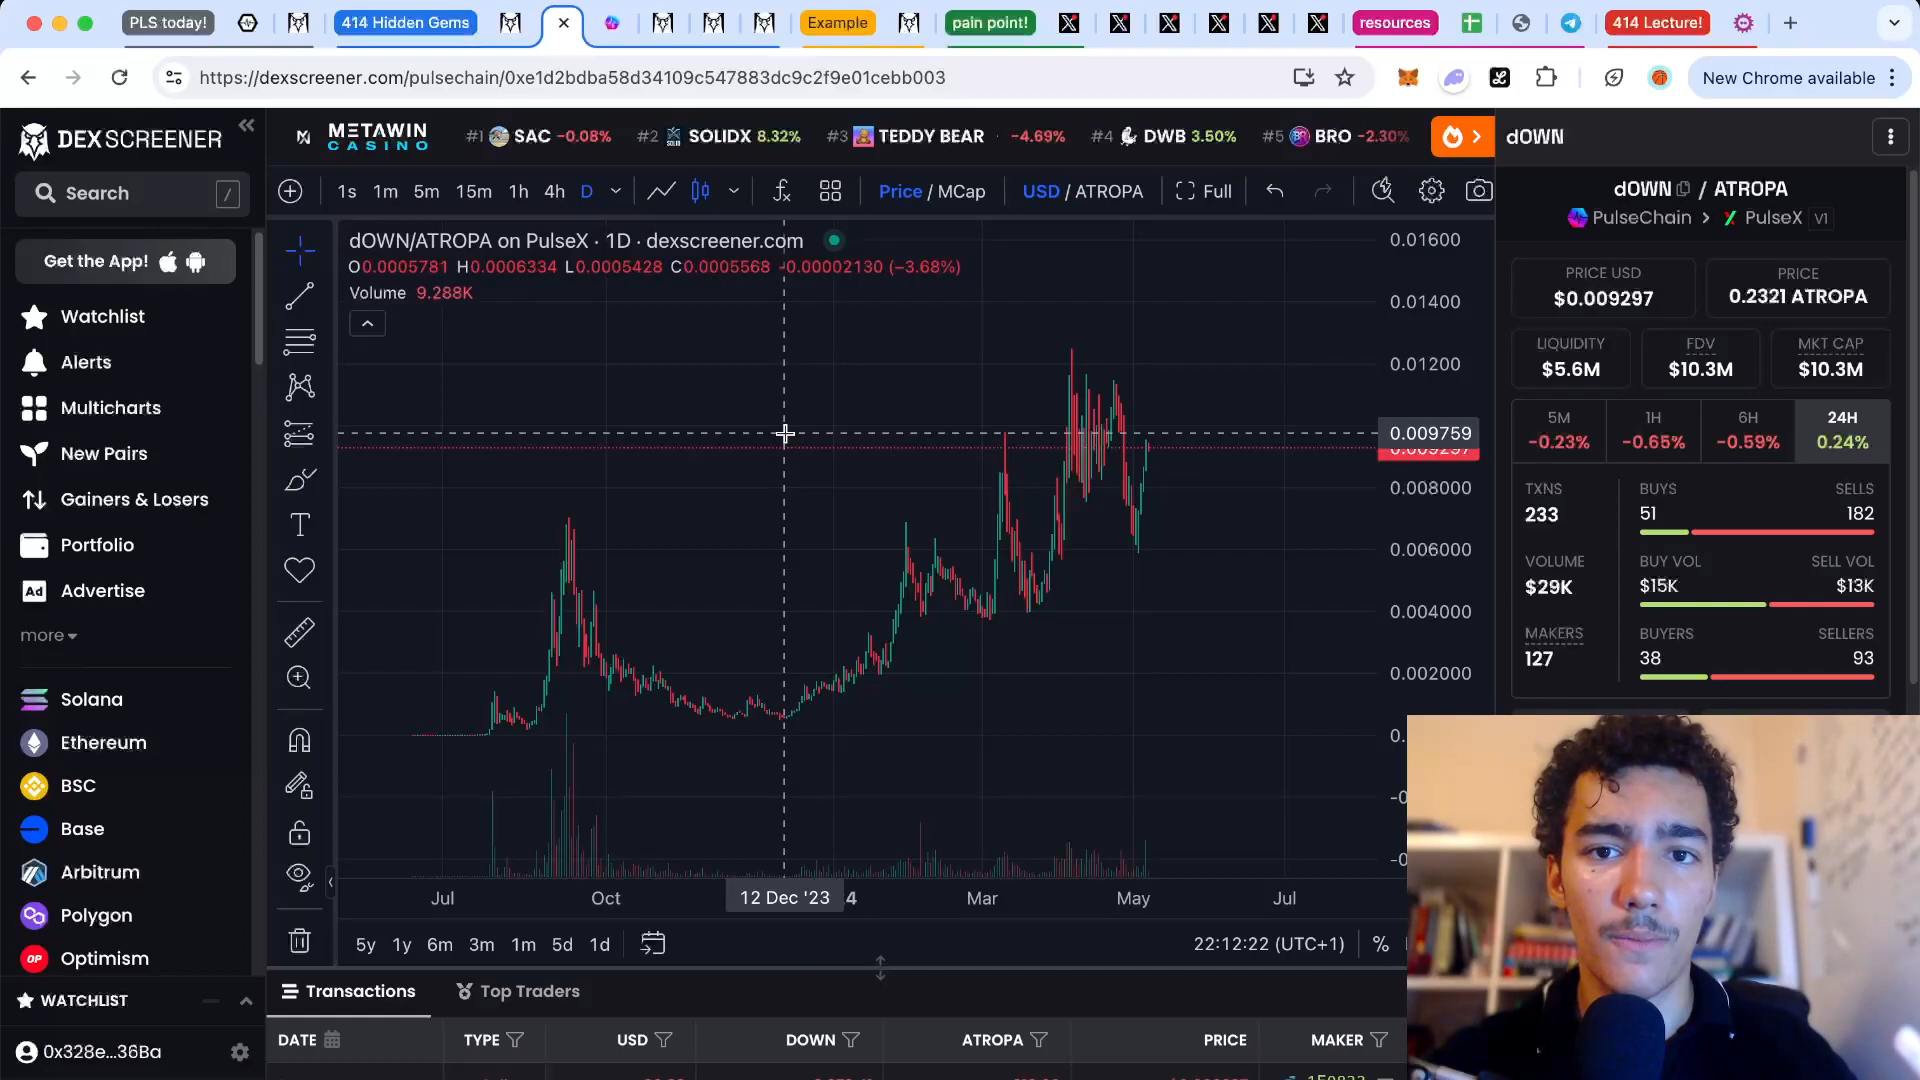 PLS today!
414 Hidden Gems
Example
pain point!
resources
414 Lecture!
https://dexscreener.com/pulsechain/0xe1d2bdba58d34109c547883dc9c2f9e01cebb003
New Chrome available
DEX SCREENER
METAWIN
CASINO
#1 SAC -0.08%
#2 SOLIDX 8.32%
#3 TEDDY BEAR -4.69%
#4 DWB 3.50%
#5 BRO -2.30%
dOWN
Search /
1s 1m 5m 15m 1h 4h D
Price / MCap
USD / ATROPA
Full
dOWN / ATROPA
PulseChain > PulseX V1
Get the App!
Watchlist
Alerts
Multicharts
New Pairs
Gainers & Losers
Portfolio
Ad Advertise
more
Solana
Ethereum
BSC
Base
Arbitrum
Polygon
OP Optimism
WATCHLIST
0x328e...36Ba
dOWN/ATROPA on PulseX · 1D · dexscreener.com
O0.0005781 H0.0006334 L0.0005428 C0.0005568 -0.00002130 (−3.68%)
Volume 9.288K
0.01600
0.01400
0.01200
0.009759
0.008000
0.006000
0.004000
0.002000
Jul Oct 12 Dec '23 4 Mar May Jul
5y 1y 6m 3m 1m 5d 1d
22:12:22 (UTC+1) %
Transactions
Top Traders
DATE TYPE USD DOWN ATROPA PRICE MAKER
PRICE USD
$0.009297
PRICE
0.2321 ATROPA
LIQUIDITY
$5.6M
FDV
$10.3M
MKT CAP
$10.3M
5M
-0.23%
1H
-0.65%
6H
-0.59%
24H
0.24%
TXNS
233
BUYS
51
SELLS
182
VOLUME
$29K
BUY VOL
$15K
SELL VOL
$13K
MAKERS
127
BUYERS
38
SELLERS
93